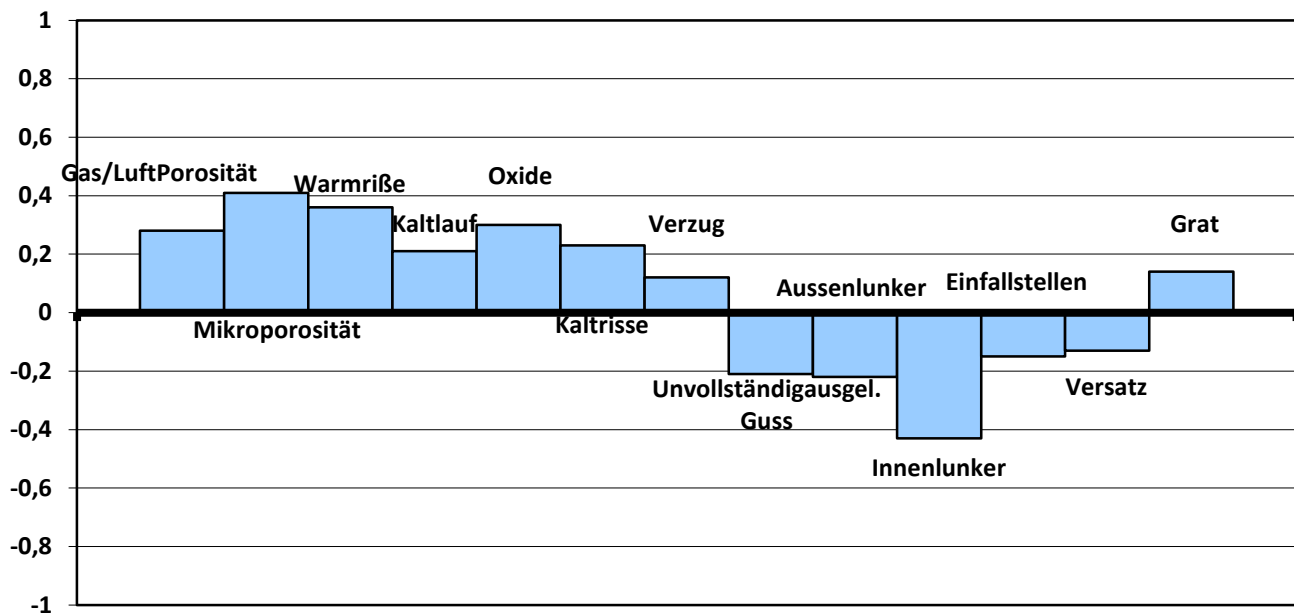 1
0,8
0,6
0,4
0,2
0
-0,2
-0,4
-0,6
-0,8
-1
Gas/LuftPorosität
Mikroporosität
Warmriße
Kaltlauf
Oxide
Kaltrisse
Verzug
Unvollständigausgel.
Guss
Aussenlunker
Innenlunker
Einfallstellen
Versatz
Grat